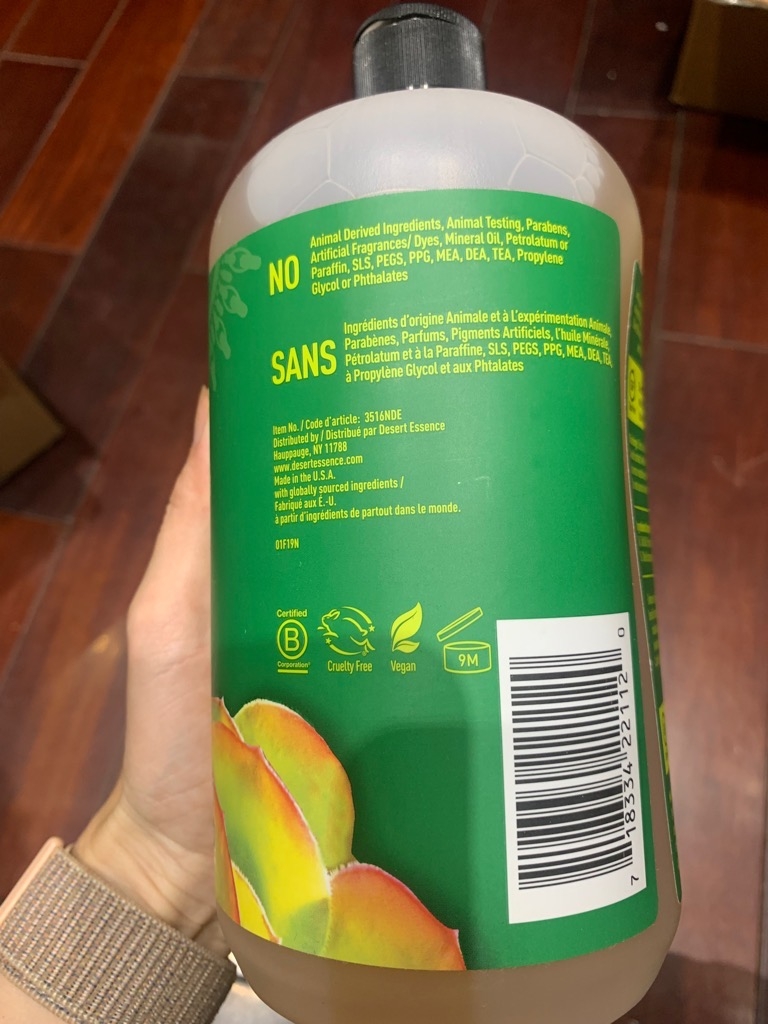 NO
Animal Derived Ingredients, Animal Testing, Parabens,
Artificial Fragrances/ Dyes, Mineral Oil, Petrolatum or
Paraffin, SLS, PEGS, PPG, MEA, DEA, TEA, Propylene
Glycol or Phthalates
SANS
Ingrédients d'origine Animale et à L'expérimentation Animale,
Parabènes, Parfums, Pigments Artificiels, l'huile Minérale,
Pétrolatum et à la Paraffine, SLS, PEGS, PPG, MEA, DEA, TEA,
à Propylène Glycol et aux Phtalates
Item No. / Code d'article: 3516NDE
Distributed by / Distribué par Desert Essence
Hauppauge, NY 11788
www.desertessence.com
Made in the U.S.A.
with globally sourced ingredients /
Fabriqué aux É.-U.
à partir d'ingrédients de partout dans le monde.
01F19N
Certified
B
Corporation
Cruelty Free
Vegan
9M
7 18334 22112 0